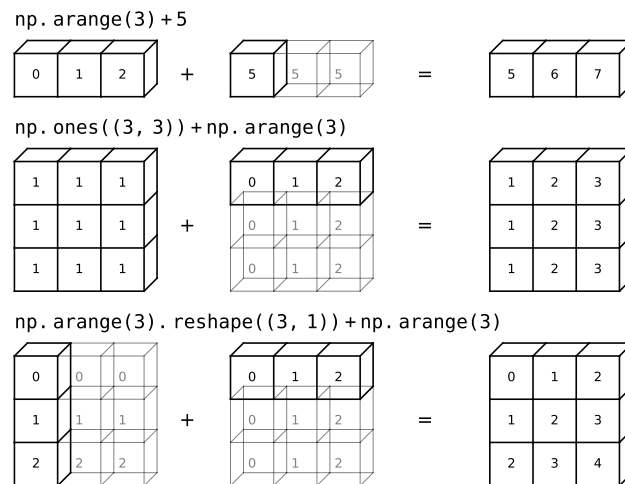 np.arange(3)+5
0 1 2 + 5 5 5 = 5 6 7
np.ones((3, 3))+np.arange(3)
1 1 1 0 1 2 1 2 3
1 1 1 + 0 1 2 = 1 2 3
1 1 1 0 1 2 1 2 3
np.arange(3).reshape((3, 1))+np.arange(3)
0 0 0 0 1 2 0 1 2
1 1 1 + 0 1 2 = 1 2 3
2 2 2 0 1 2 2 3 4